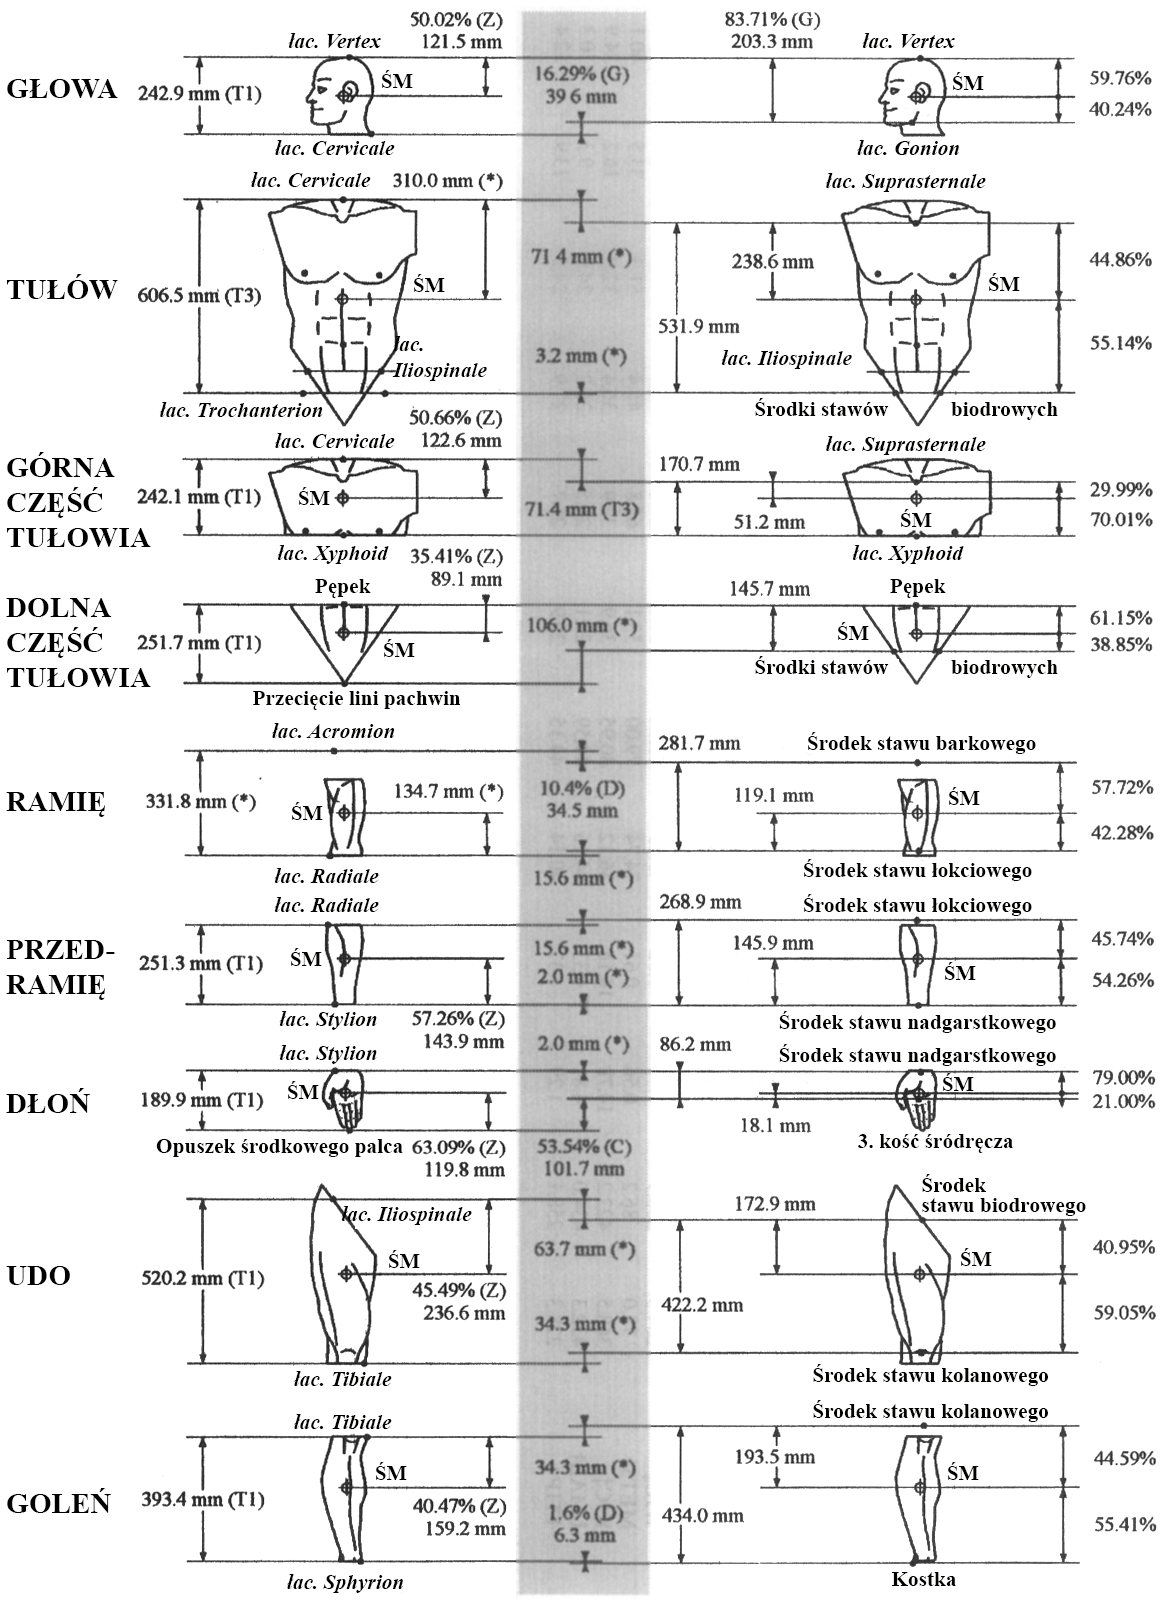 50.02% (Z)
121.5 mm
83.71% (G)
203.3 mm
łac. Vertex
łac. Vertex
GŁOWA
242.9 mm (T1)
ŚM
16.29% (G)
39 6 mm
ŚM
59.76%
40.24%
łac. Cervicale
łac. Gonion
łac. Cervicale
310.0 mm (*)
łac. Suprasternale
TUŁÓW
606.5 mm (T3)
ŚM
71 4 mm (*)
238.6 mm
ŚM
44.86%
531.9 mm
55.14%
łac.
Iliospinale
3.2 mm (*)
łac. Iliospinale
łac. Trochanterion
Środki stawów
biodrowych
50.66% (Z)
122.6 mm
łac. Cervicale
łac. Suprasternale
GÓRNA
CZĘŚĆ
TUŁOWIA
242.1 mm (T1)
ŚM
71.4 mm (T3)
170.7 mm
51.2 mm
ŚM
29.99%
70.01%
łac. Xyphoid
łac. Xyphoid
35.41% (Z)
89.1 mm
Pępek
145.7 mm
Pępek
DOLNA
CZĘŚĆ
TUŁOWIA
251.7 mm (T1)
ŚM
106.0 mm (*)
ŚM
61.15%
38.85%
Środki stawów
biodrowych
Przecięcie lini pachwin
łac. Acromion
281.7 mm
Środek stawu barkowego
RAMIĘ
331.8 mm (*)
ŚM
134.7 mm (*)
10.4% (D)
34.5 mm
119.1 mm
ŚM
57.72%
42.28%
łac. Radiale
15.6 mm (*)
Środek stawu łokciowego
łac. Radiale
268.9 mm
Środek stawu łokciowego
PRZED-
RAMIĘ
251.3 mm (T1)
ŚM
15.6 mm (*)
2.0 mm (*)
145.9 mm
ŚM
45.74%
54.26%
łac. Stylion
57.26% (Z)
143.9 mm
Środek stawu nadgarstkowego
łac. Stylion
2.0 mm (*)
86.2 mm
Środek stawu nadgarstkowego
DŁOŃ
189.9 mm (T1)
ŚM
ŚM
79.00%
21.00%
18.1 mm
Opuszek środkowego palca
63.09% (Z)
119.8 mm
53.54% (C)
101.7 mm
3. kość śródręcza
łac. Iliospinale
172.9 mm
Środek
stawu biodrowego
UDO
520.2 mm (T1)
ŚM
45.49% (Z)
236.6 mm
63.7 mm (*)
34.3 mm (*)
422.2 mm
ŚM
40.95%
59.05%
łac. Tibiale
Środek stawu kolanowego
łac. Tibiale
Środek stawu kolanowego
GOLEŃ
393.4 mm (T1)
ŚM
40.47% (Z)
159.2 mm
34.3 mm (*)
1.6% (D)
6.3 mm
193.5 mm
434.0 mm
ŚM
44.59%
55.41%
łac. Sphyrion
Kostka